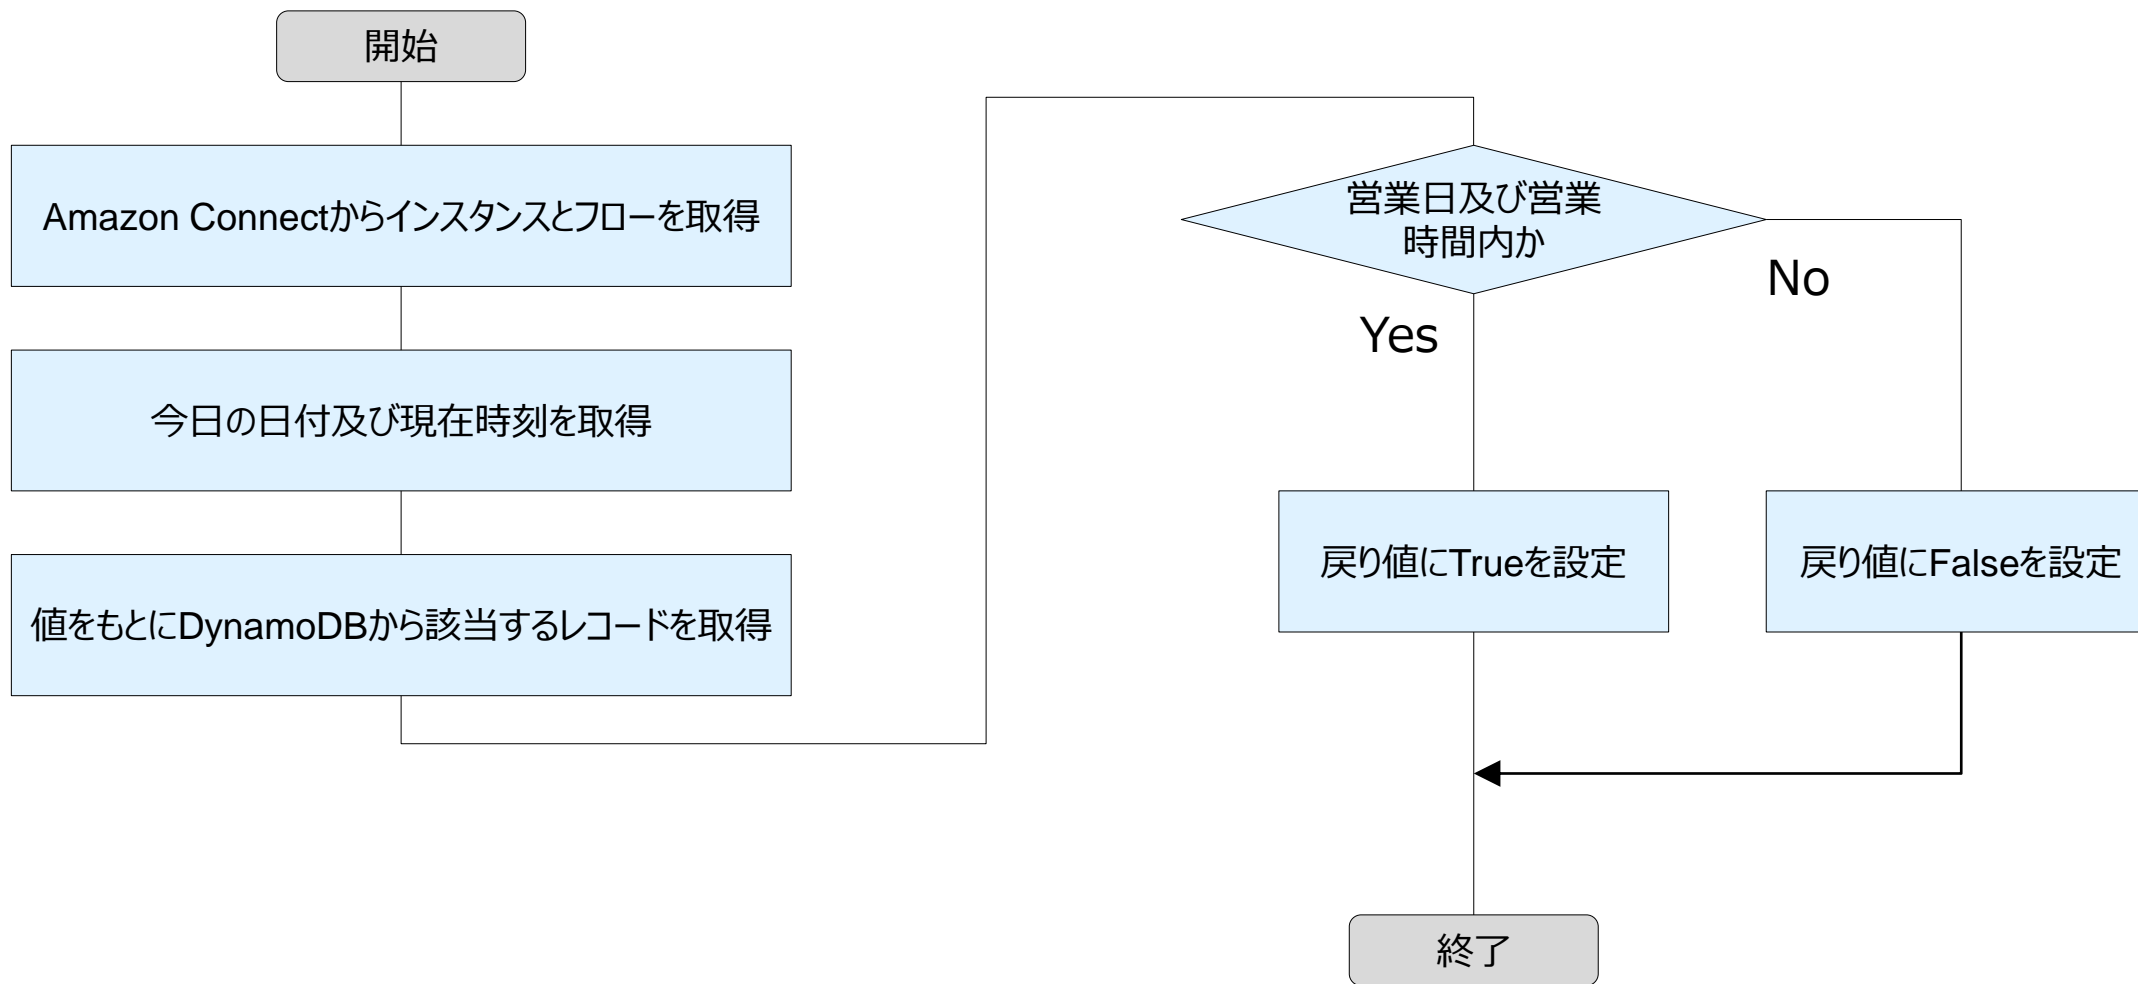 開始
Amazon Connectからインスタンスとフローを取得
今日の日付及び現在時刻を取得
値をもとにDynamoDBから該当するレコードを取得
営業日及び営業
時間内か
No
Yes
戻り値にTrueを設定
戻り値にFalseを設定
終了